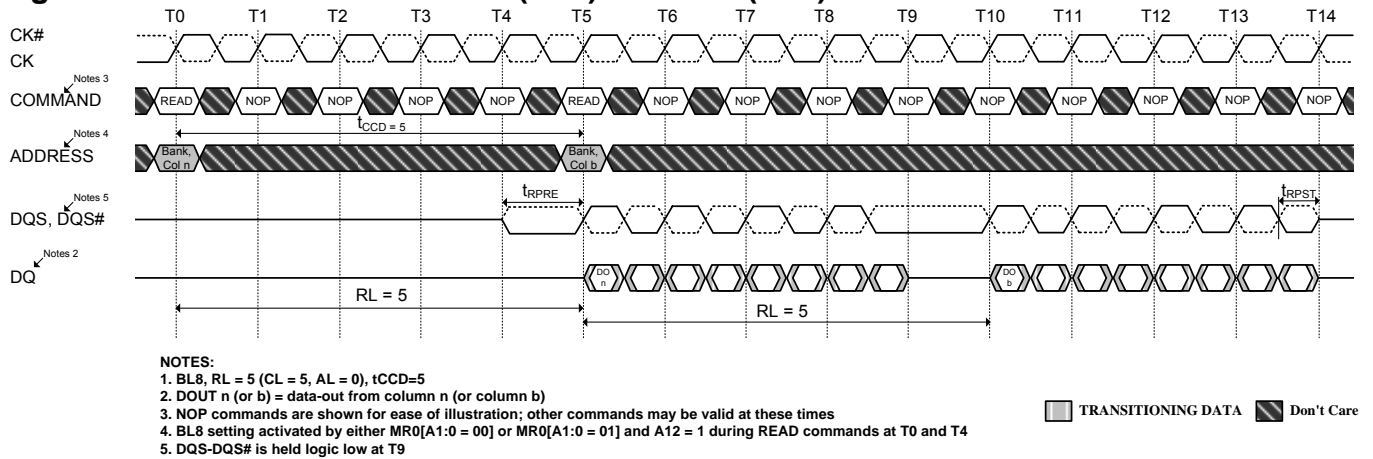 T0 T1 T2 T3 T4 T5 T6 T7 T8 T9 T10 T11 T12 T13 T14
CK#
CK
Notes 3
COMMAND
READ NOP NOP NOP NOP READ NOP NOP NOP NOP NOP NOP NOP NOP NOP
tCCD = 5
Notes 4
ADDRESS
Bank, Col n
Bank, Col b
Notes 5
DQS, DQS#
tRPRE
tRPST
Notes 2
DQ
DO n
DO b
RL = 5
RL = 5
NOTES:
1. BL8, RL = 5 (CL = 5, AL = 0), tCCD=5
2. DOUT n (or b) = data-out from column n (or column b)
3. NOP commands are shown for ease of illustration; other commands may be valid at these times
4. BL8 setting activated by either MR0[A1:0 = 00] or MR0[A1:0 = 01] and A12 = 1 during READ commands at T0 and T4
5. DQS-DQS# is held logic low at T9
TRANSITIONING DATA
Don't Care